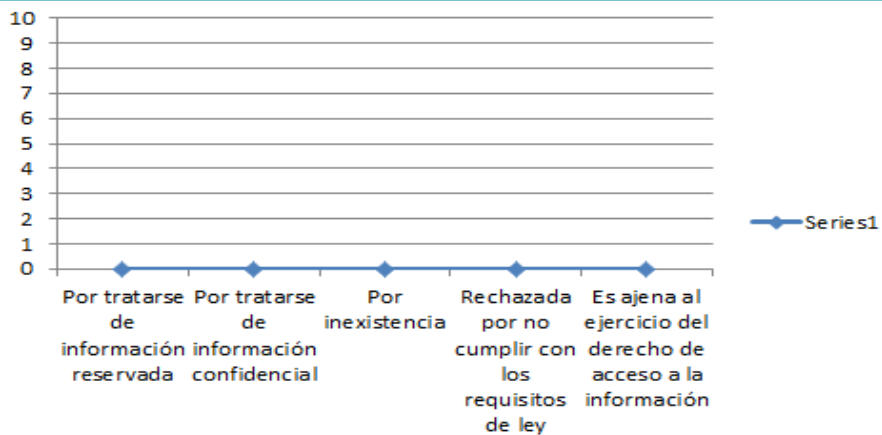 10
9
8
7
6
5
4
3
2
1
0
Por tratarse
de
información
reservada
Por tratarse
de
información
confidencial
Por
inexistencia
Rechazada
por no
cumplir con
los
requisitos
de ley
Es ajena al
ejercicio del
derecho de
acceso a la
información
Series1